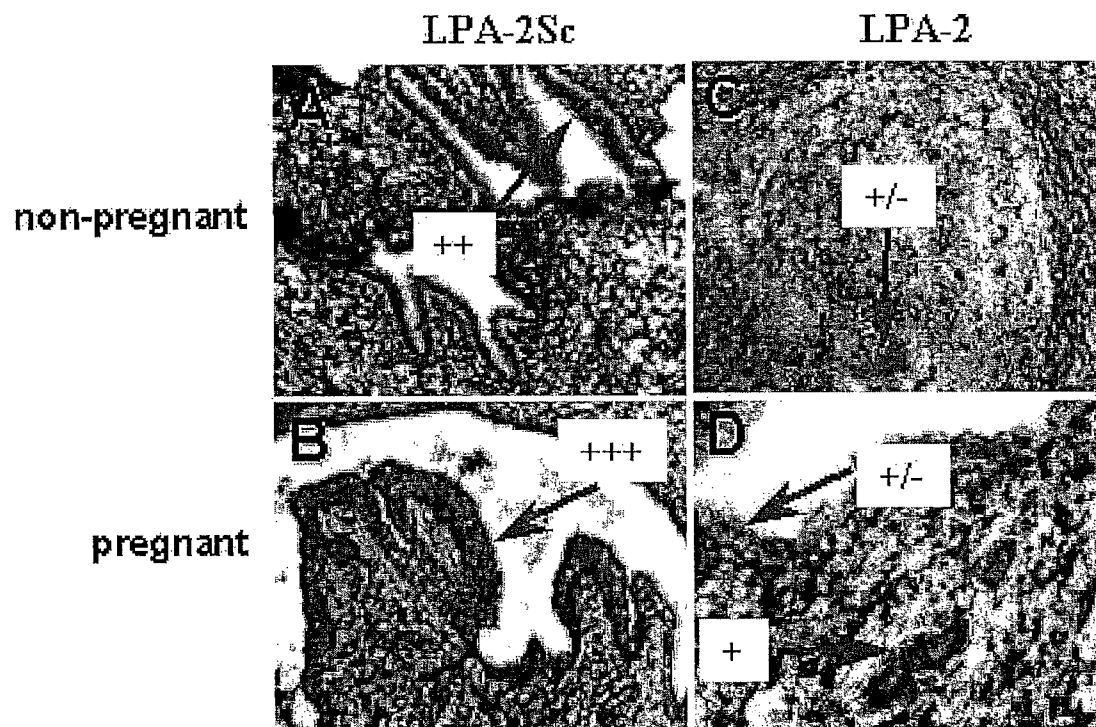 LPA-2Sc LPA-2
A C
non-pregnant
++ +/-
B D
+++ +/-
pregnant
+